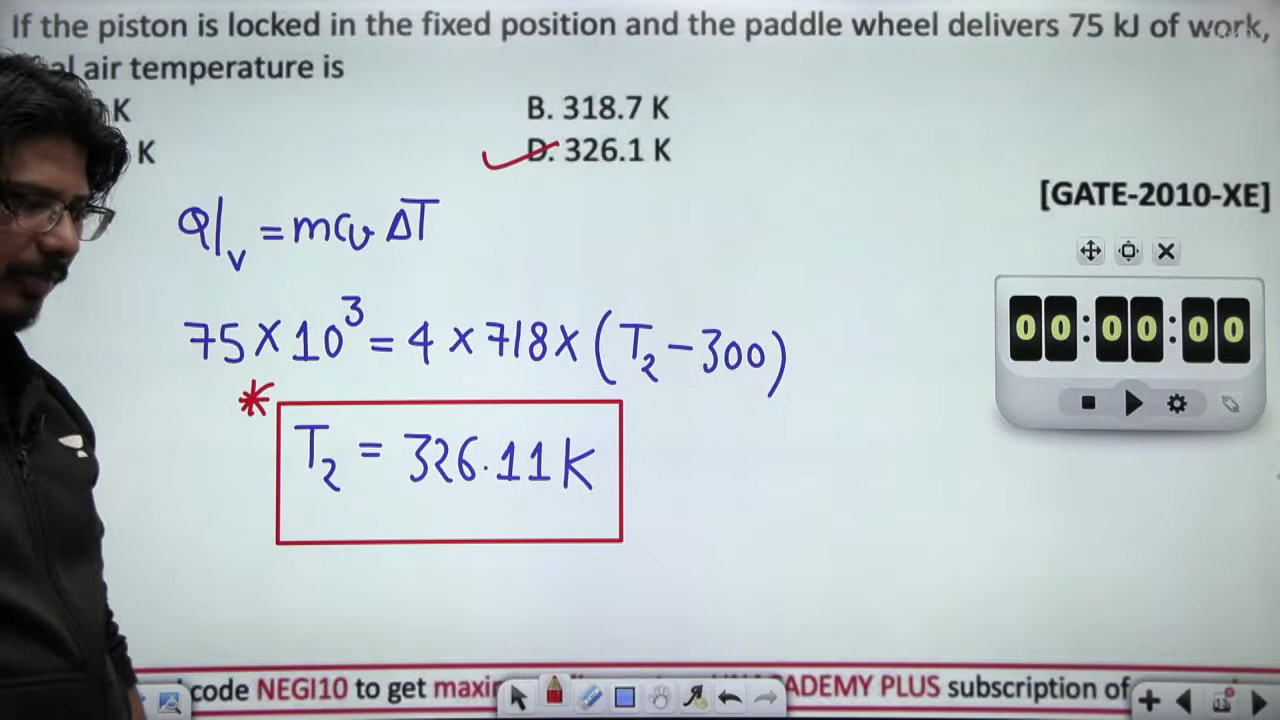 If the piston is locked in the fixed position and the paddle wheel delivers 75 kJ of work,
air temperature is
K
B. 318.7 K
K
D. 326.1 K
[GATE-2010-XE]
Q|v = mcv ΔT
00:00:00
75 × 10³ = 4 × 718 × (T₂ − 300)
*
T₂ = 326.11 K
code NEGI10 to get ADEMY PLUS subscription of